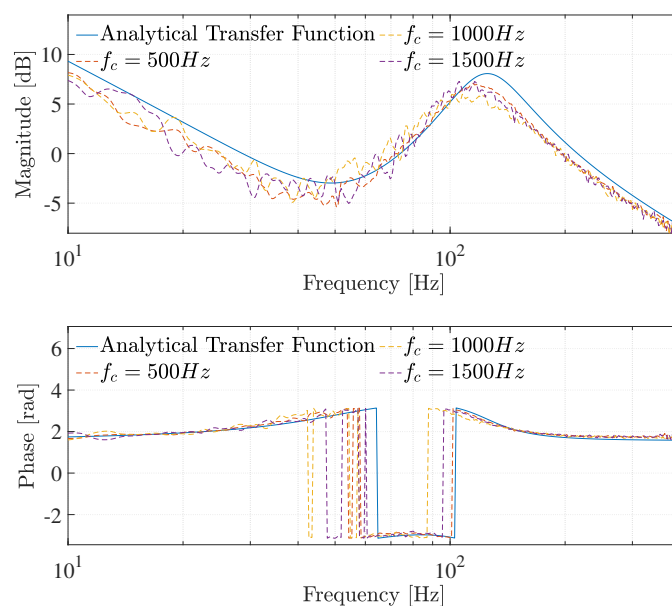 Analytical Transfer Function
f_c = 1000Hz
f_c = 500Hz
f_c = 1500Hz
10
5
0
-5
Magnitude [dB]
10^1
10^2
Frequency [Hz]
Analytical Transfer Function
f_c = 1000Hz
f_c = 500Hz
f_c = 1500Hz
6
4
2
0
-2
Phase [rad]
10^1
10^2
Frequency [Hz]